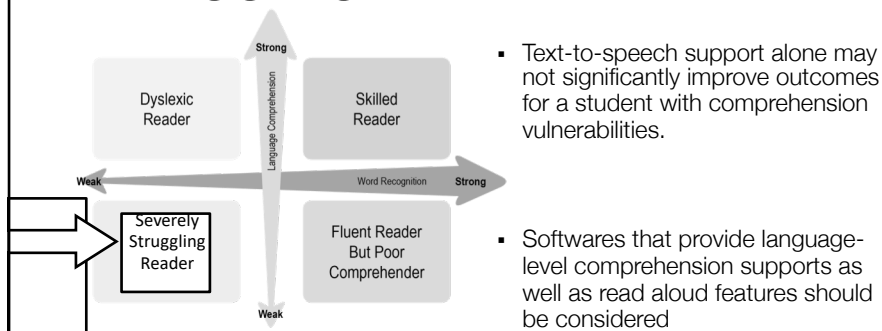 Strong
Language Comprehension
Dyslexic
Reader
Skilled
Reader
Weak
Word Recognition
Strong
Severely
Struggling
Reader
Fluent Reader
But Poor
Comprehender
Weak
▪ Text-to-speech support alone may
not significantly improve outcomes
for a student with comprehension
vulnerabilities.
▪ Softwares that provide language-
level comprehension supports as
well as read aloud features should
be considered